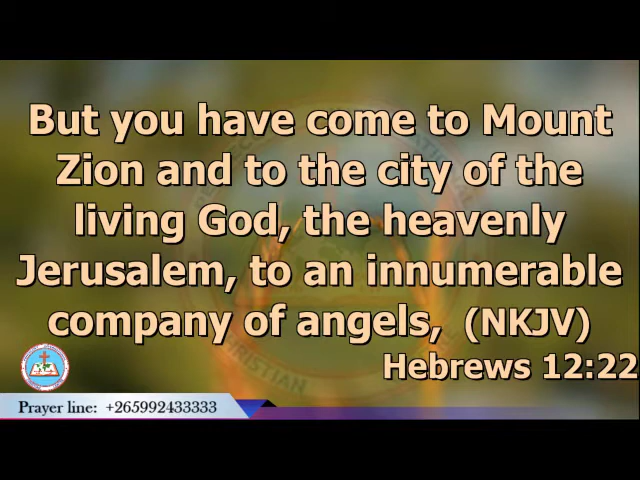 But you have come to Mount
Zion and to the city of the
living God, the heavenly
Jerusalem, to an innumerable
company of angels, (NKJV)
Hebrews 12:22
CHRISTIAN
Prayer line: +265992433333